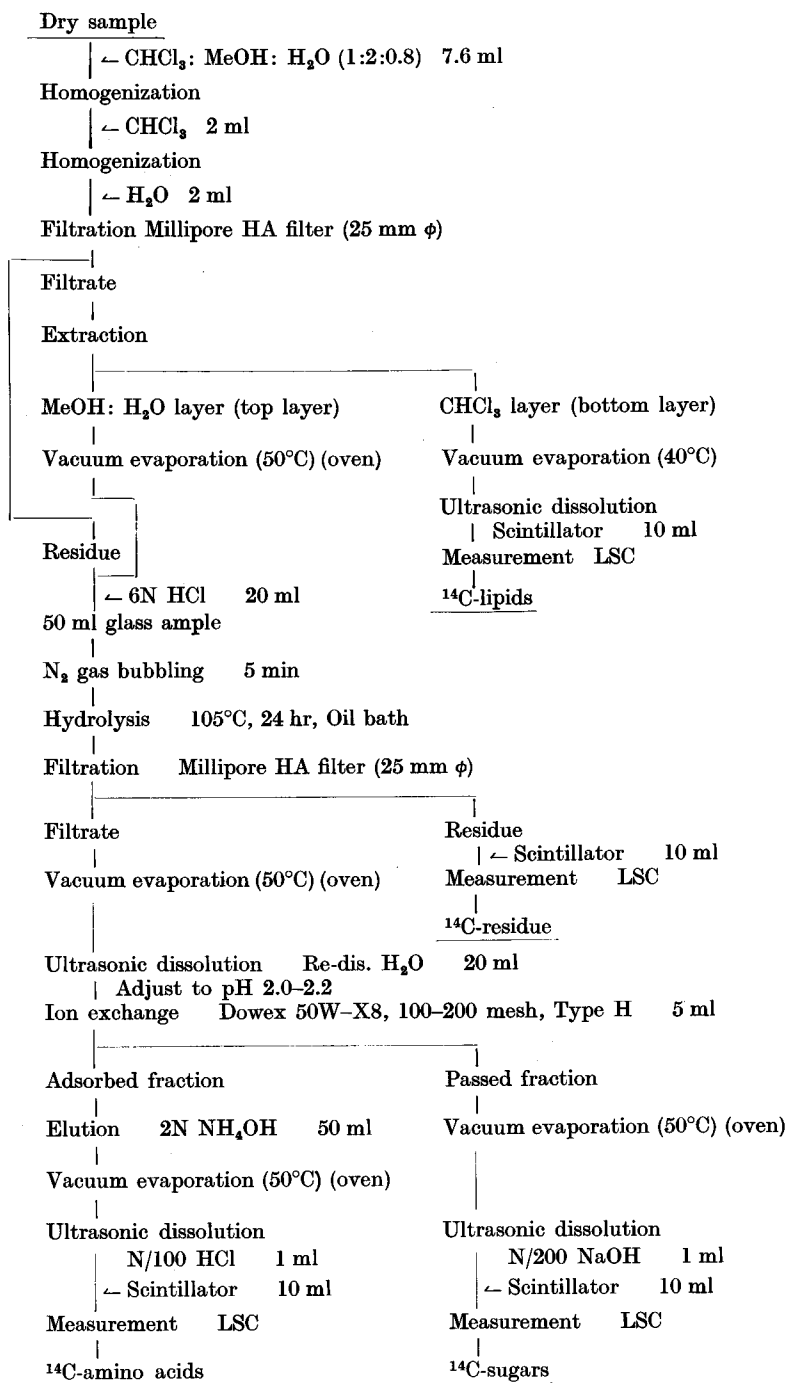 Dry sample
← CHCl₃: MeOH: H₂O (1:2:0.8) 7.6 ml
Homogenization
← CHCl₃ 2 ml
Homogenization
← H₂O 2 ml
Filtration Millipore HA filter (25 mm φ)
Filtrate
Extraction
MeOH: H₂O layer (top layer)
CHCl₃ layer (bottom layer)
Vacuum evaporation (50°C) (oven)
Vacuum evaporation (40°C)
Ultrasonic dissolution
Scintillator 10 ml
Residue
Measurement LSC
← 6N HCl 20 ml
¹⁴C-lipids
50 ml glass ample
N₂ gas bubbling 5 min
Hydrolysis 105°C, 24 hr, Oil bath
Filtration Millipore HA filter (25 mm φ)
Filtrate
Residue
← Scintillator 10 ml
Vacuum evaporation (50°C) (oven)
Measurement LSC
¹⁴C-residue
Ultrasonic dissolution Re-dis. H₂O 20 ml
Adjust to pH 2.0–2.2
Ion exchange Dowex 50W–X8, 100–200 mesh, Type H 5 ml
Adsorbed fraction
Passed fraction
Elution 2N NH₄OH 50 ml
Vacuum evaporation (50°C) (oven)
Vacuum evaporation (50°C) (oven)
Ultrasonic dissolution
Ultrasonic dissolution
N/100 HCl 1 ml
N/200 NaOH 1 ml
← Scintillator 10 ml
← Scintillator 10 ml
Measurement LSC
Measurement LSC
¹⁴C-amino acids
¹⁴C-sugars